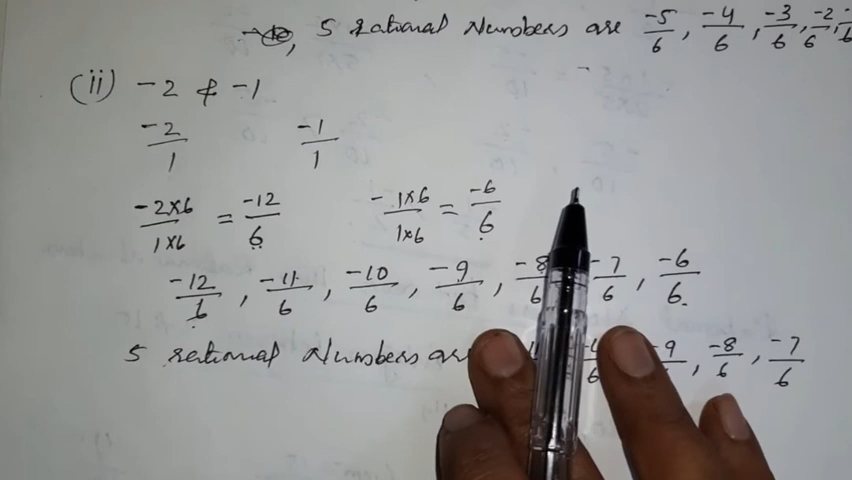 5 rational Numbers are -5/6, -4/6, -3/6, -2/6,
(ii) -2 & -1
-2/1 -1/1
-2×6/1×6 = -12/6 -1×6/1×6 = -6/6
-12/6, -11/6, -10/6, -9/6, -8/6, -7/6, -6/6
5 rational Numbers are -9, -8/6, -7/6